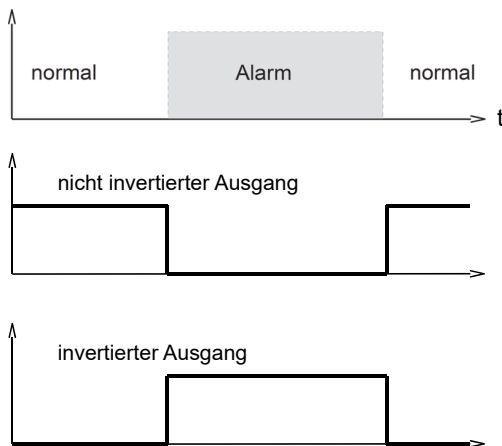 normal Alarm normal
t
nicht invertierter Ausgang
invertierter Ausgang